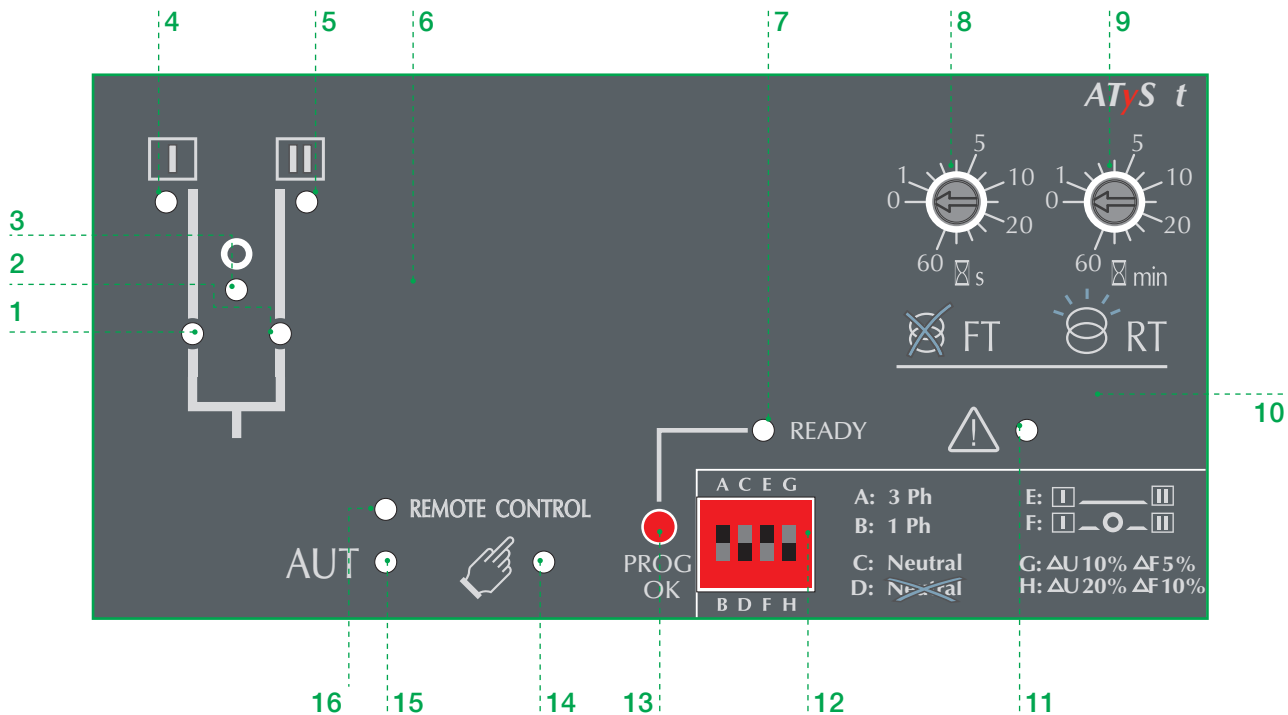 4 5 6 7 8 9
ATyS t
I II
5 5
1 10 1 10
0 0
3
20 20
2
60 s 60 min
1
FT RT
10
READY
A C E G
A: 3 Ph E: I II
REMOTE CONTROL
B: 1 Ph F: I O II
AUT
PROG
OK
C: Neutral G: ΔU 10% ΔF 5%
D: Neutral H: ΔU 20% ΔF 10%
B D F H
16 15 14 13 12 11